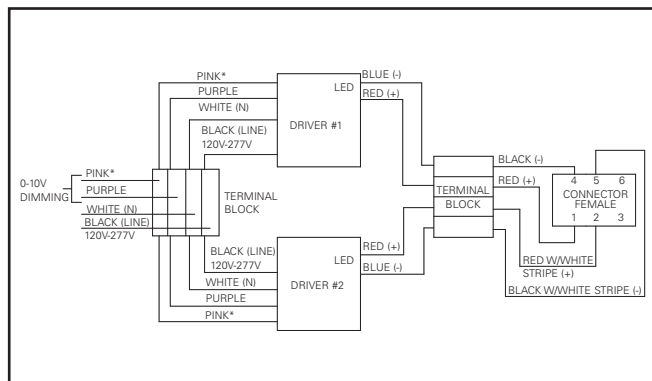 PINK*
PURPLE
WHITE (N)
BLACK (LINE)
120V-277V
LED
DRIVER #1
BLUE (-)
RED (+)
0-10V
DIMMING
PINK*
PURPLE
WHITE (N)
BLACK (LINE)
120V-277V
TERMINAL
BLOCK
BLACK (LINE)
120V-277V
WHITE (N)
PURPLE
PINK*
LED
DRIVER #2
RED (+)
BLUE (-)
TERMINAL
BLOCK
BLACK (-)
RED (+)
4 5 6
CONNECTOR
FEMALE
1 2 3
RED W/WHITE
STRIPE (+)
BLACK W/WHITE STRIPE (-)